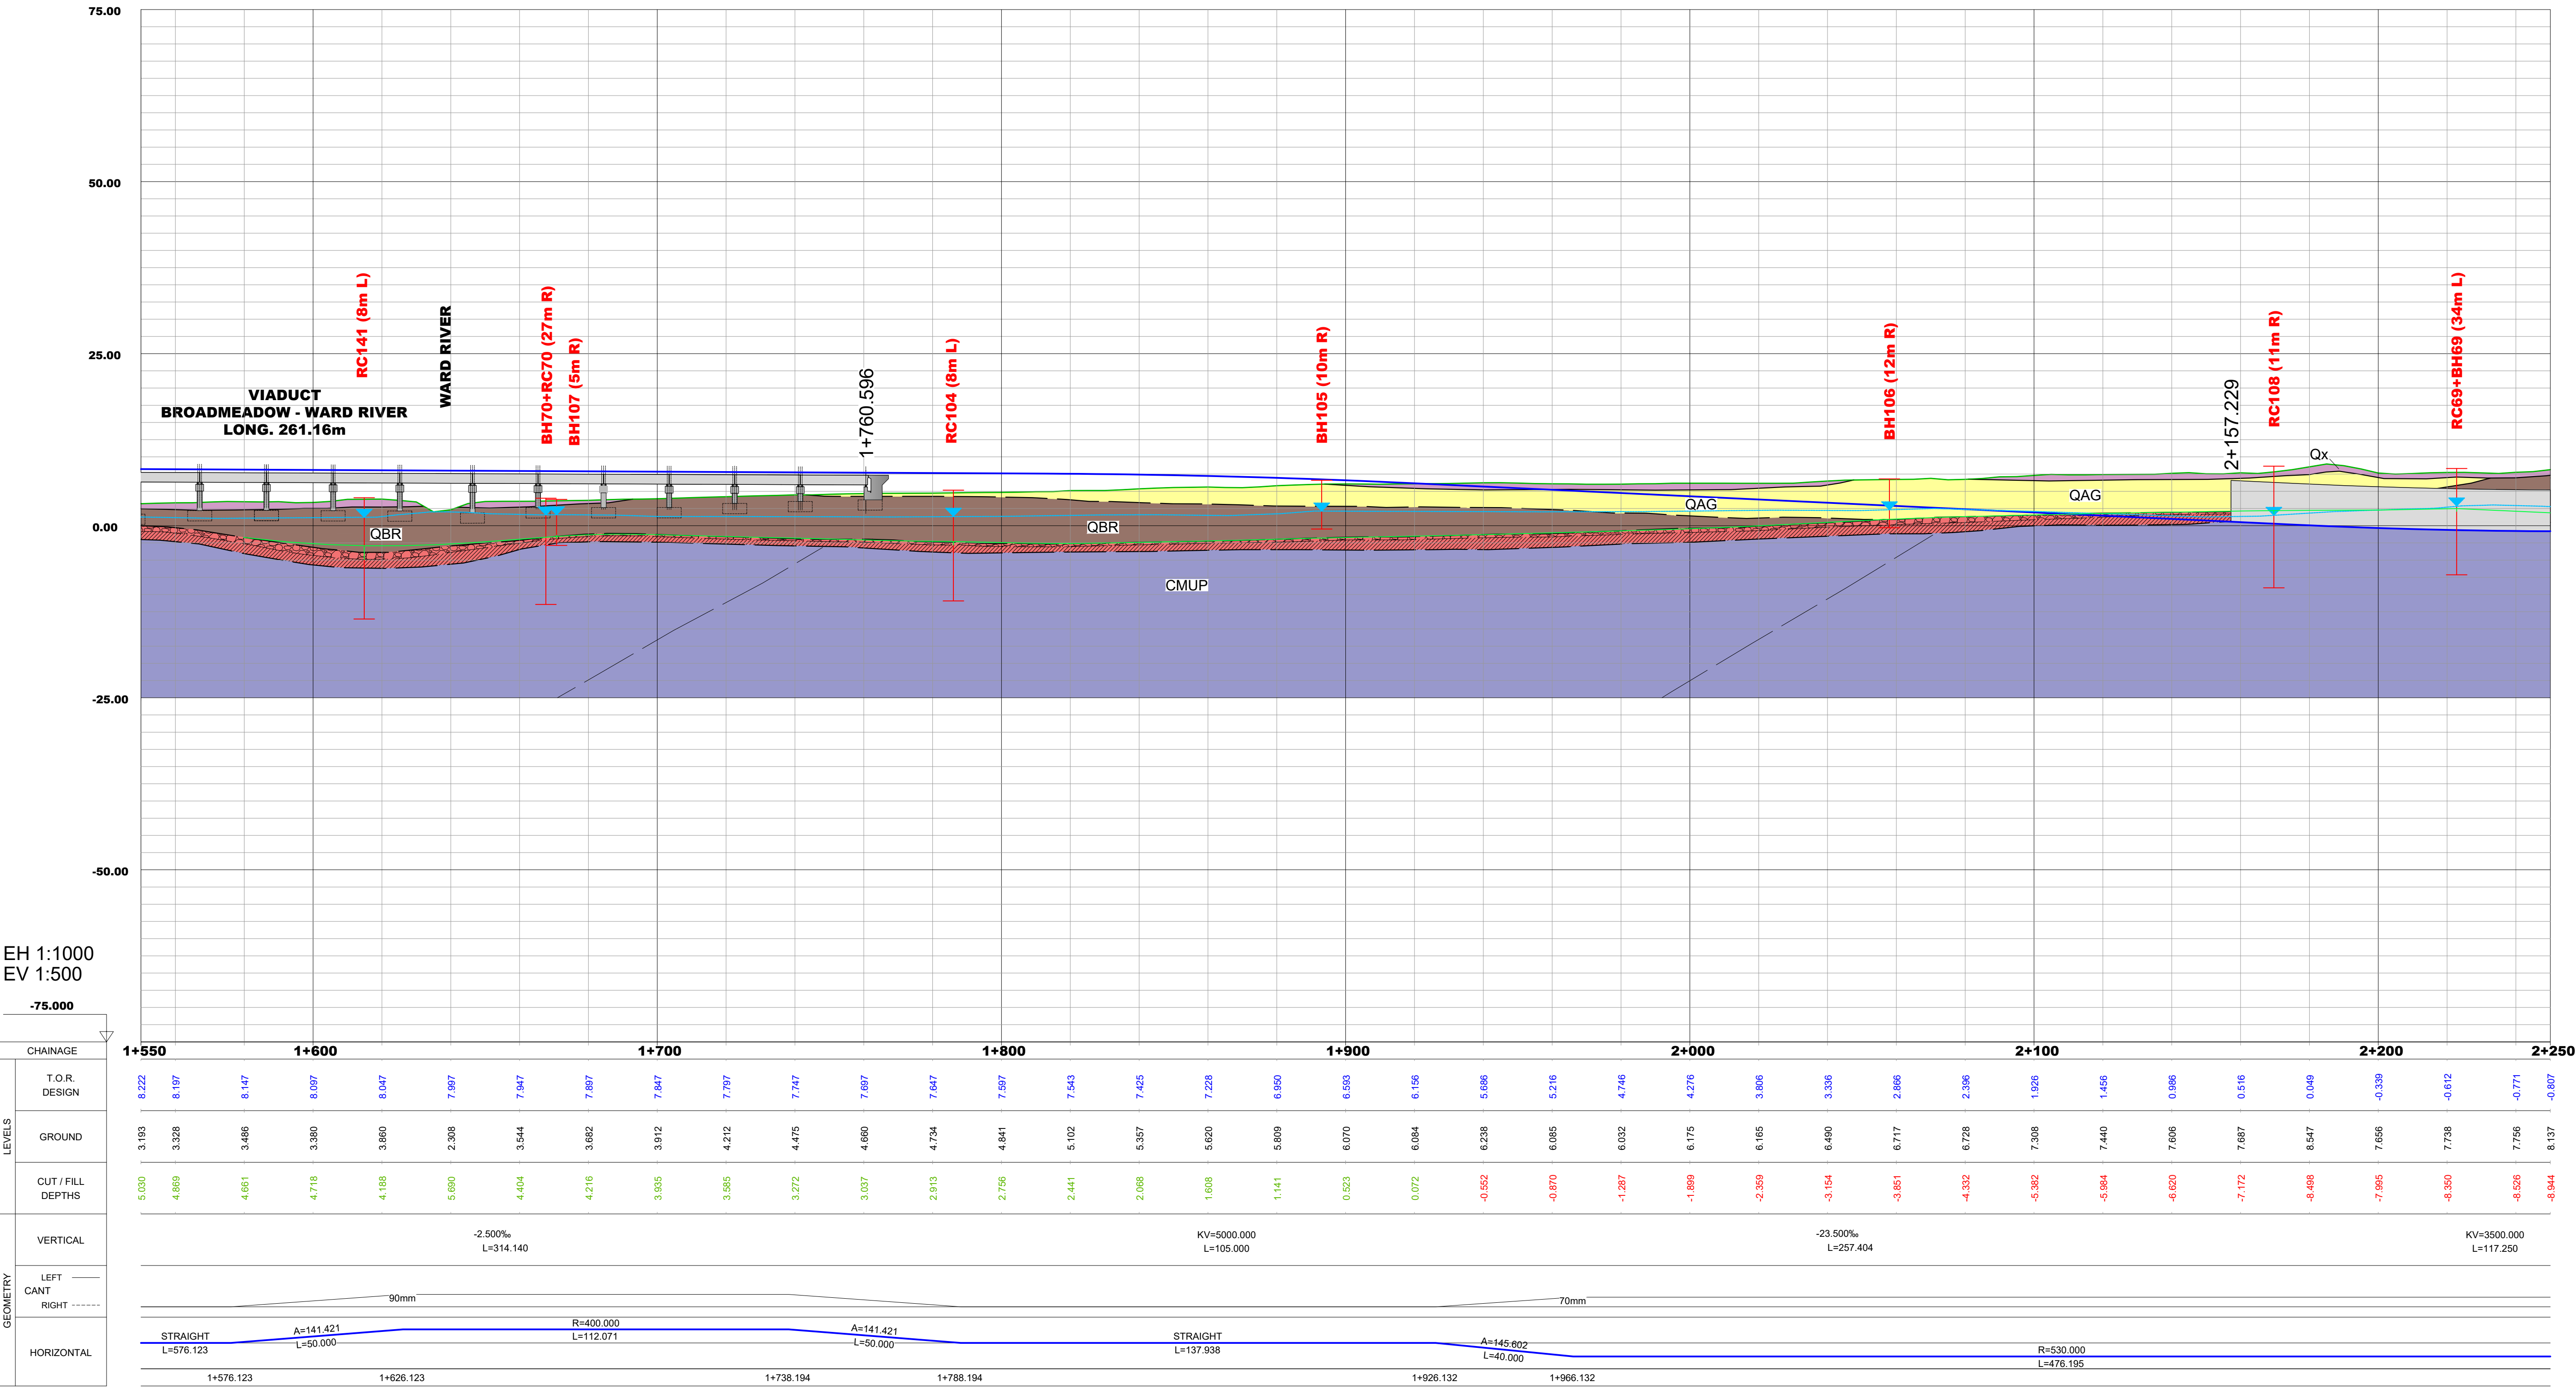 75.00
50.00
25.00
0.00
-25.00
-50.00
EH 1:1000
EV 1:500
-75.000
VIADUCT
BROADMEADOW - WARD RIVER
LONG. 261.16m
RC141 (8m L)
WARD RIVER
BH70+RC70 (27m R)
BH107 (5m R)
1+760.596
RC104 (8m L)
BH105 (10m R)
BH106 (12m R)
2+157.229
RC108 (11m R)
Qx
RC69+BH69 (34m L)
QBR
QBR
QAG
QAG
CMUP
CHAINAGE
1+550 1+600 1+700 1+800 1+900 2+000 2+100 2+200 2+250
LEVELS
T.O.R.
DESIGN
8.222 8.197 8.147 8.097 8.047 7.997 7.947 7.897 7.847 7.797 7.747 7.697 7.647 7.597 7.543 7.425 7.228 6.950 6.593 6.156 5.686 5.216 4.746 4.276 3.806 3.336 2.866 2.396 1.926 1.456 0.986 0.516 0.049 -0.339 -0.612 -0.771 -0.807
GROUND
3.193 3.328 3.486 3.380 3.860 2.308 3.544 3.682 3.912 4.212 4.475 4.660 4.734 4.841 5.102 5.357 5.620 5.809 6.070 6.084 6.238 6.085 6.032 6.175 6.165 6.490 6.717 6.728 7.308 7.440 7.606 7.687 8.547 7.656 7.738 7.756 8.137
CUT / FILL
DEPTHS
5.030 4.869 4.661 4.718 4.188 5.690 4.404 4.216 3.935 3.585 3.272 3.037 2.913 2.756 2.441 2.068 1.608 1.141 0.523 0.072 -0.552 -0.870 -1.287 -1.899 -2.359 -3.154 -3.851 -4.332 -5.382 -5.984 -6.620 -7.172 -8.498 -7.995 -8.350 -8.526 -8.944
GEOMETRY
VERTICAL
-2.500‰
L=314.140
KV=5000.000
L=105.000
-23.500‰
L=257.404
KV=3500.000
L=117.250
LEFT
CANT
RIGHT
90mm
70mm
HORIZONTAL
STRAIGHT
L=576.123
A=141.421
L=50.000
R=400.000
L=112.071
A=141.421
L=50.000
STRAIGHT
L=137.938
A=145.602
L=40.000
R=530.000
L=476.195
1+576.123 1+626.123 1+738.194 1+788.194 1+926.132 1+966.132